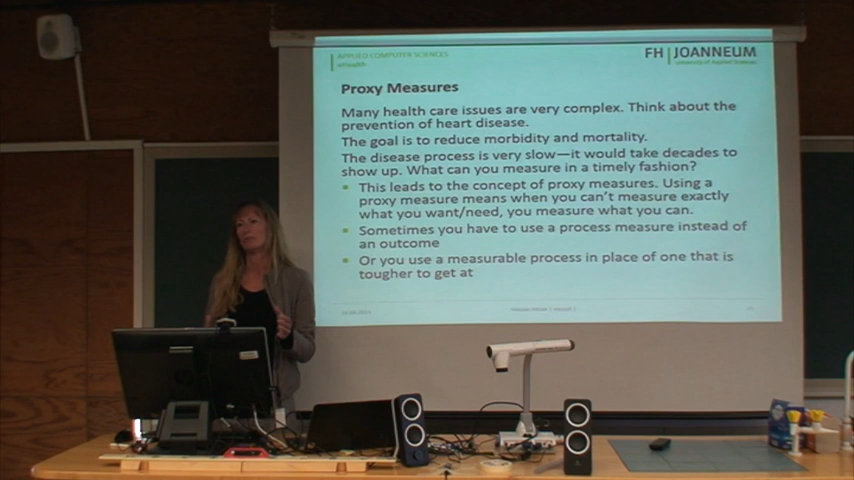 APPLIED COMPUTER SCIENCES
eHealth
FH JOANNEUM
University of Applied Sciences
Proxy Measures
Many health care issues are very complex. Think about the
prevention of heart disease.
The goal is to reduce morbidity and mortality.
The disease process is very slow—it would take decades to
show up. What can you measure in a timely fashion?
This leads to the concept of proxy measures. Using a
proxy measure means when you can't measure exactly
what you want/need, you measure what you can.
Sometimes you have to use a process measure instead of
an outcome
Or you use a measurable process in place of one that is
tougher to get at